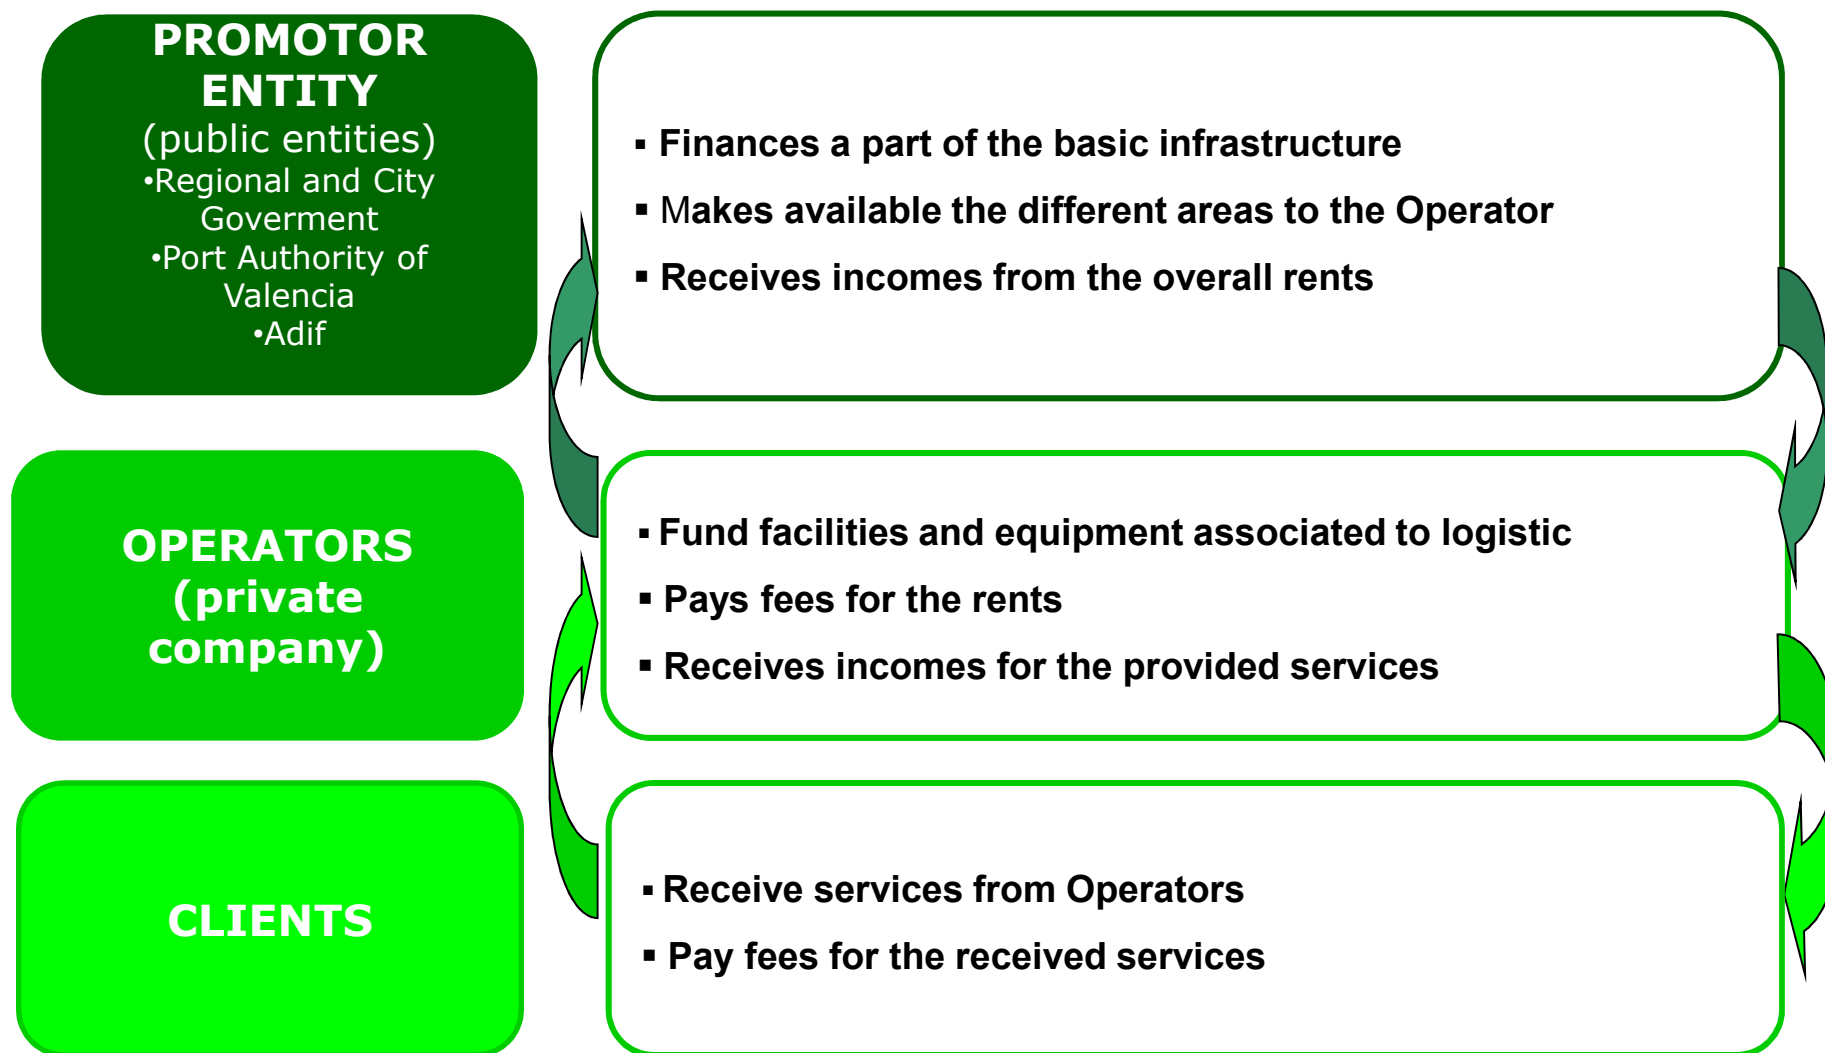 PROMOTOR
ENTITY
(public entities)
•Regional and City
Goverment
•Port Authority of
Valencia
•Adif
▪ Finances a part of the basic infrastructure
▪ Makes available the different areas to the Operator
▪ Receives incomes from the overall rents
OPERATORS
(private
company)
▪ Fund facilities and equipment associated to logistic
▪ Pays fees for the rents
▪ Receives incomes for the provided services
CLIENTS
▪ Receive services from Operators
▪ Pay fees for the received services